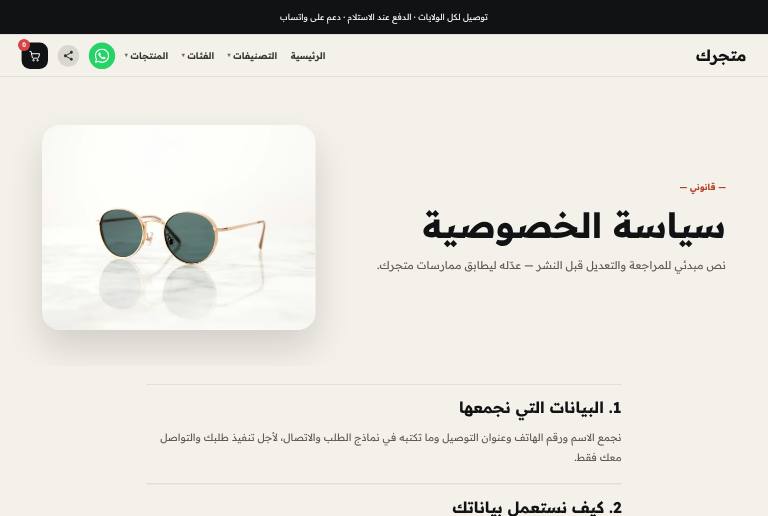 توصيل لكل الولايات · الدفع عند الاستلام · دعم على واتساب
متجرك
الرئيسية
التصنيفات
الفئات
المنتجات
0
— قانوني —
سياسة الخصوصية
نص مبدئي للمراجعة والتعديل قبل النشر — عدّله ليطابق ممارسات متجرك.
1. البيانات التي نجمعها
نجمع الاسم ورقم الهاتف وعنوان التوصيل وما تكتبه في نماذج الطلب والاتصال، لأجل تنفيذ طلبك والتواصل
معك فقط.
2. كيف نستعمل بياناتك